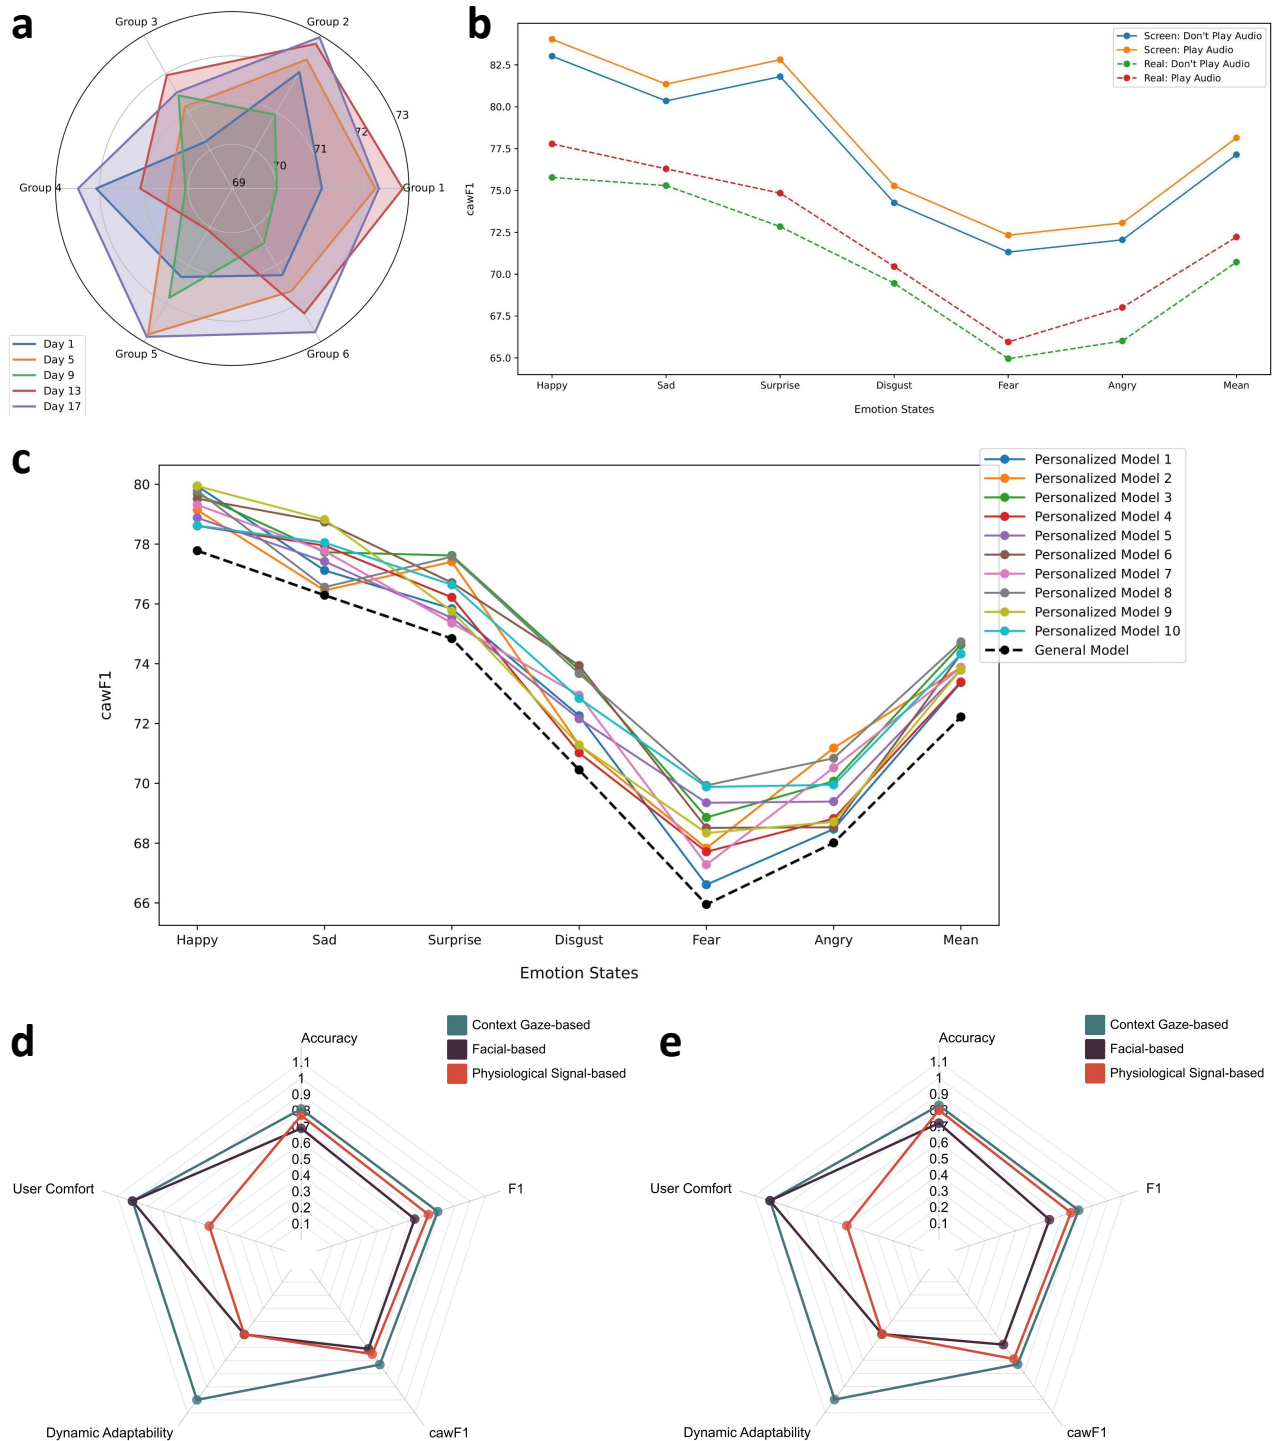 a
Group 3
Group 2
73
72
71
70
69
Group 4
Group 1
Group 5
Group 6
Day 1
Day 5
Day 9
Day 13
Day 17
b
Screen: Don't Play Audio
Screen: Play Audio
Real: Don't Play Audio
Real: Play Audio
82.5
80.0
77.5
75.0
72.5
70.0
67.5
65.0
cawF1
Happy Sad Surprise Disgust Fear Angry Mean
Emotion States
c
Personalized Model 1
Personalized Model 2
Personalized Model 3
Personalized Model 4
Personalized Model 5
Personalized Model 6
Personalized Model 7
Personalized Model 8
Personalized Model 9
Personalized Model 10
General Model
80
78
76
74
72
70
68
66
cawF1
Happy Sad Surprise Disgust Fear Angry Mean
Emotion States
d
Context Gaze-based
Facial-based
Physiological Signal-based
Accuracy
1.1
1
0.9
0.8
0.7
0.6
0.5
0.4
0.3
0.2
0.1
User Comfort
F1
Dynamic Adaptability
cawF1
e
Context Gaze-based
Facial-based
Physiological Signal-based
Accuracy
1.1
1
0.9
0.8
0.7
0.6
0.5
0.4
0.3
0.2
0.1
User Comfort
F1
Dynamic Adaptability
cawF1